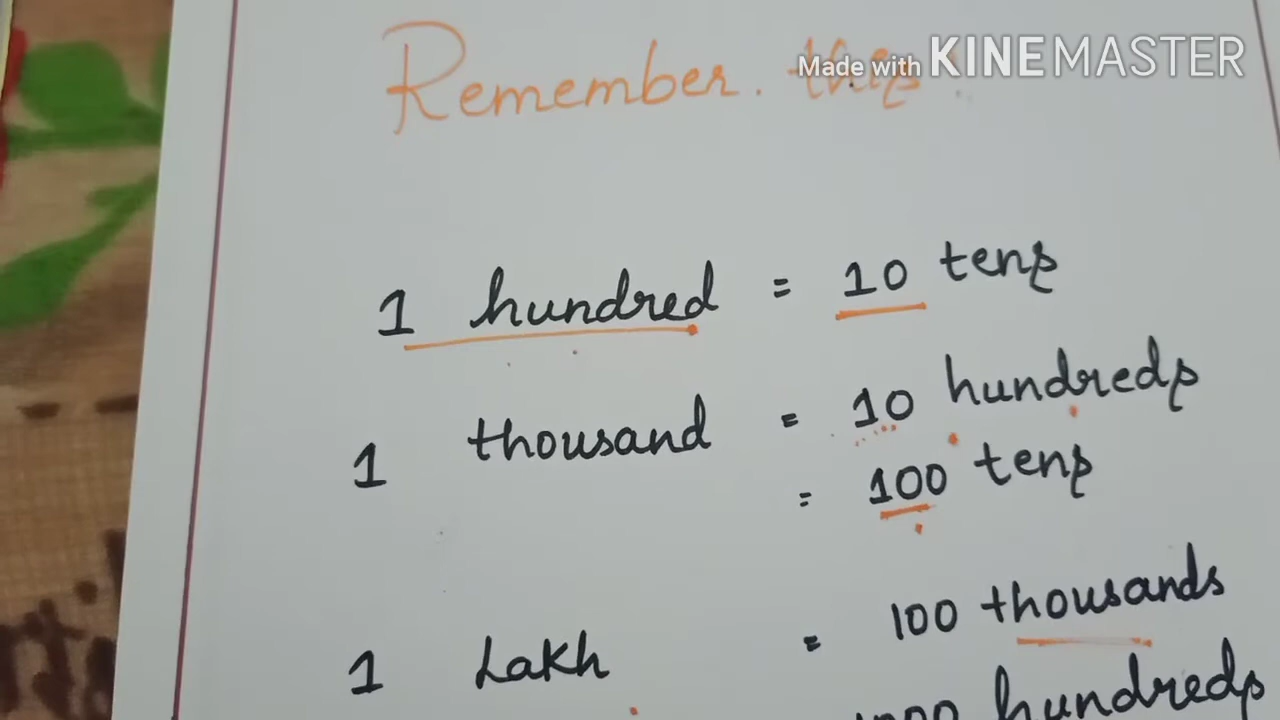 Remember. this
Made with KINEMASTER
1 hundred = 10 tens
1 thousand = 10 hundreds
= 100 tens
1 Lakh = 100 thousands
hundreds